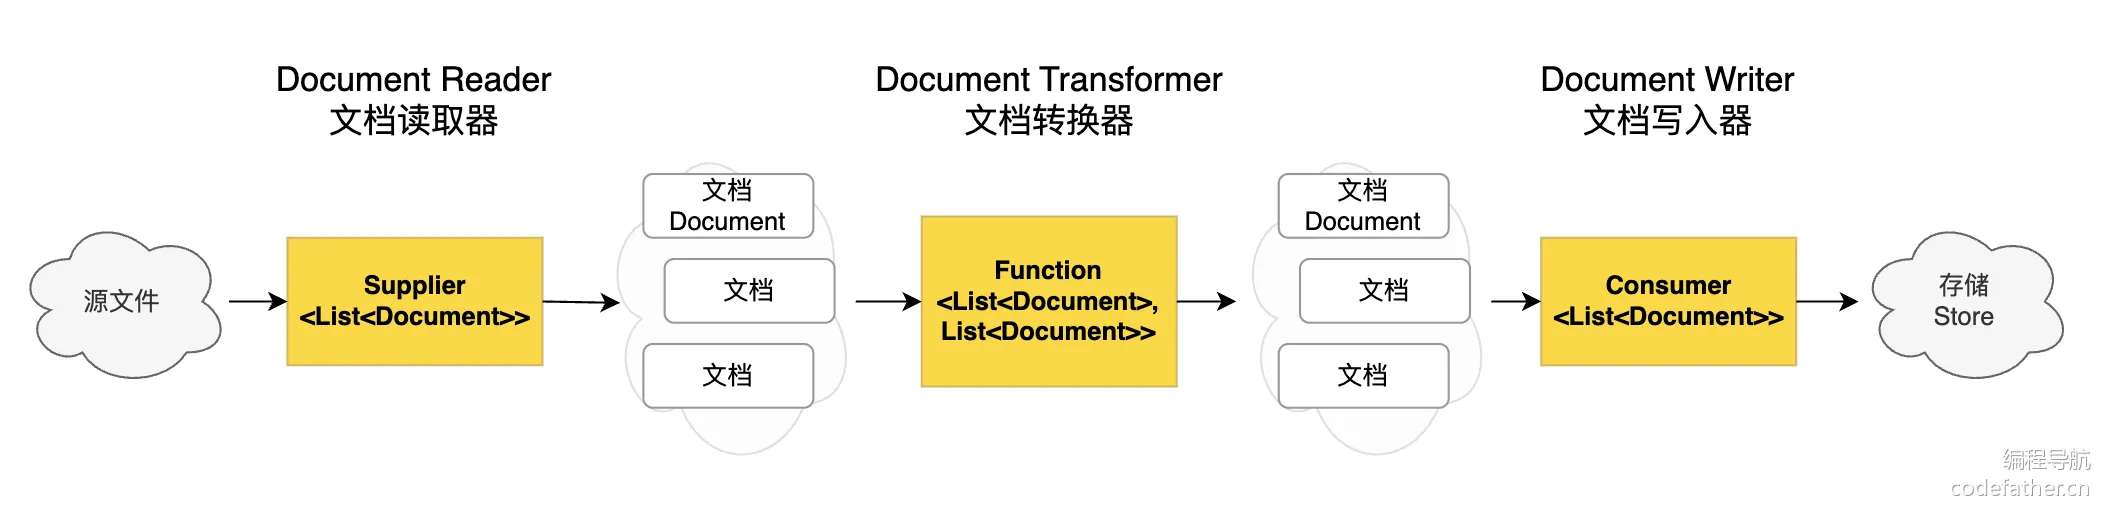 Document Reader
文档读取器
Document Transformer
文档转换器
Document Writer
文档写入器
源文件
Supplier
<List<Document>>
文档
Document
文档
文档
Function
<List<Document>,
List<Document>>
文档
Document
文档
文档
Consumer
<List<Document>>
存储
Store
编程导航
codefather.cn